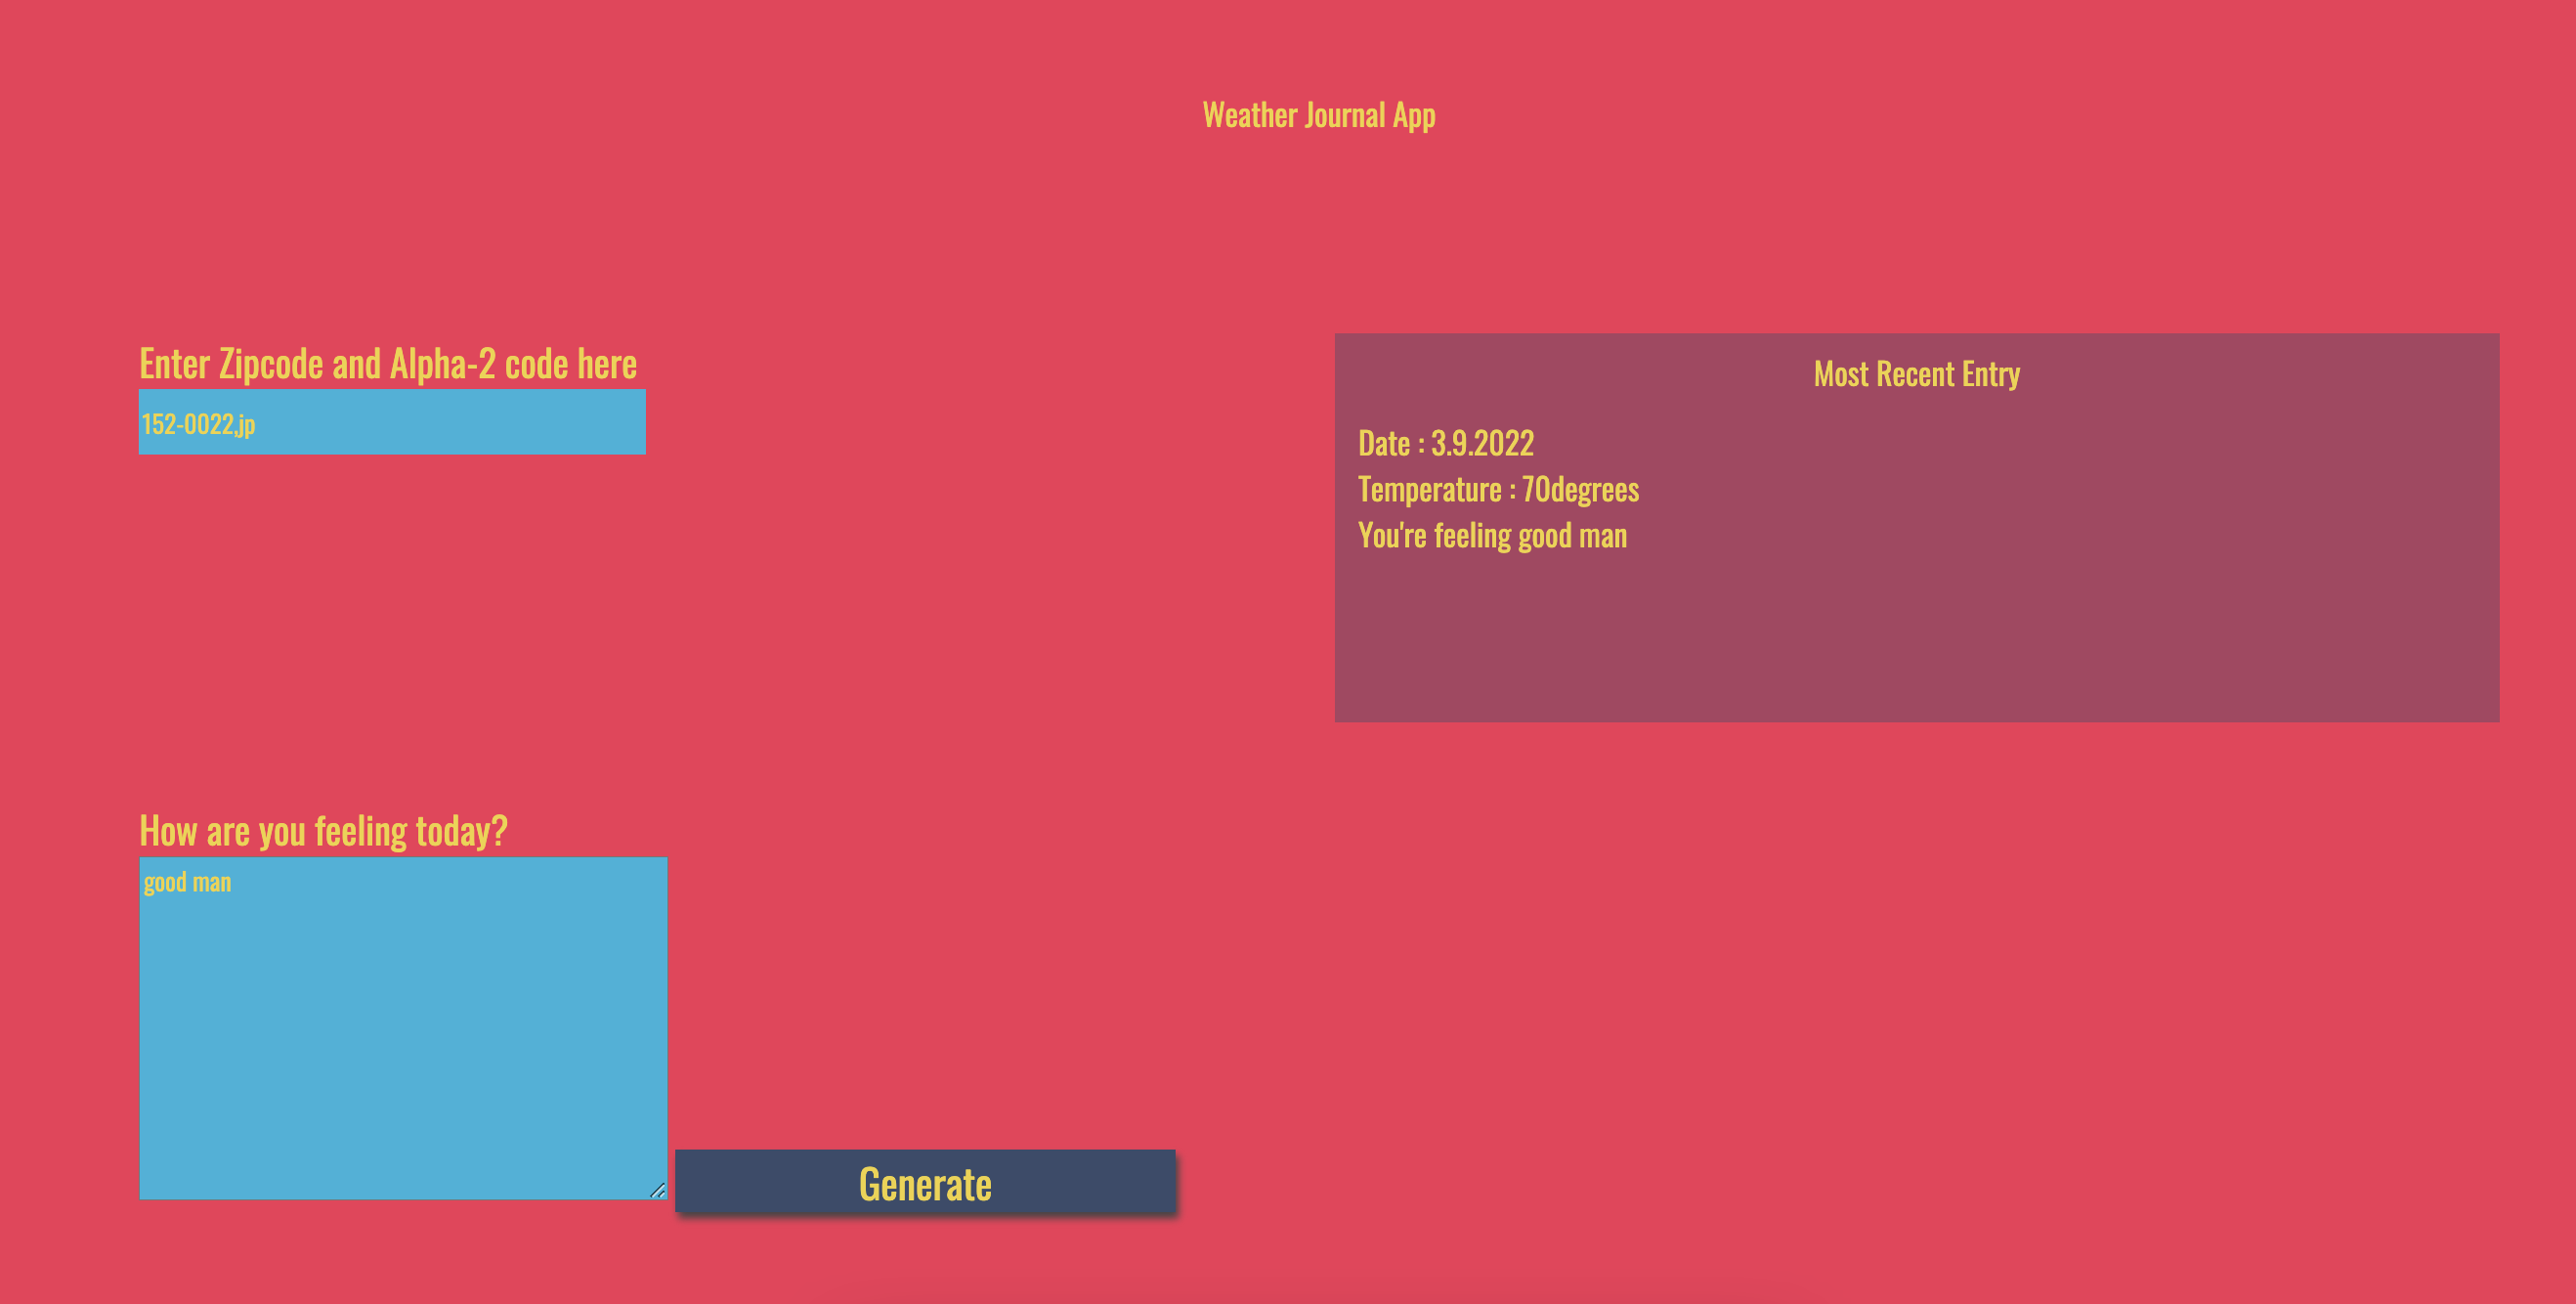 Weather Journal App
Enter Zipcode and Alpha-2 code here
152-0022,jp
Most Recent Entry
Date : 3.9.2022
Temperature : 70degrees
You're feeling good man
How are you feeling today?
good man
Generate